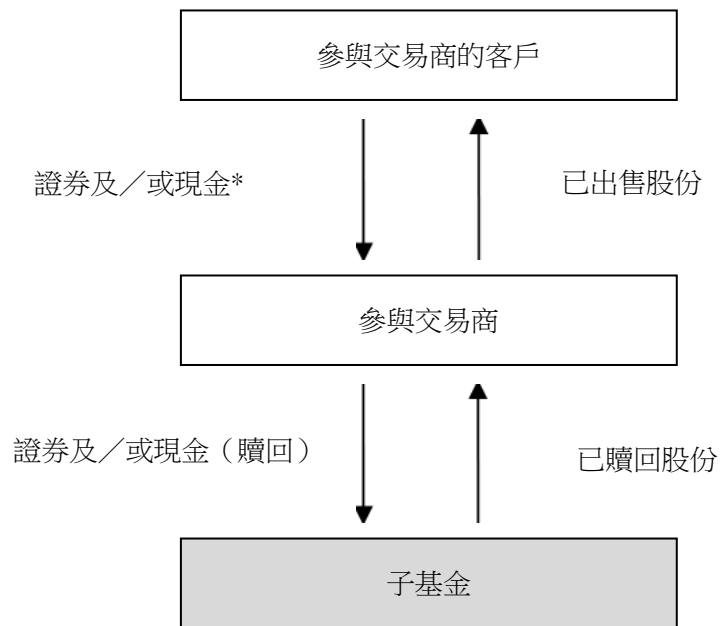 參與交易商的客戶
證券及／或現金*
已出售股份
參與交易商
證券及／或現金（贖回）
已贖回股份
子基金